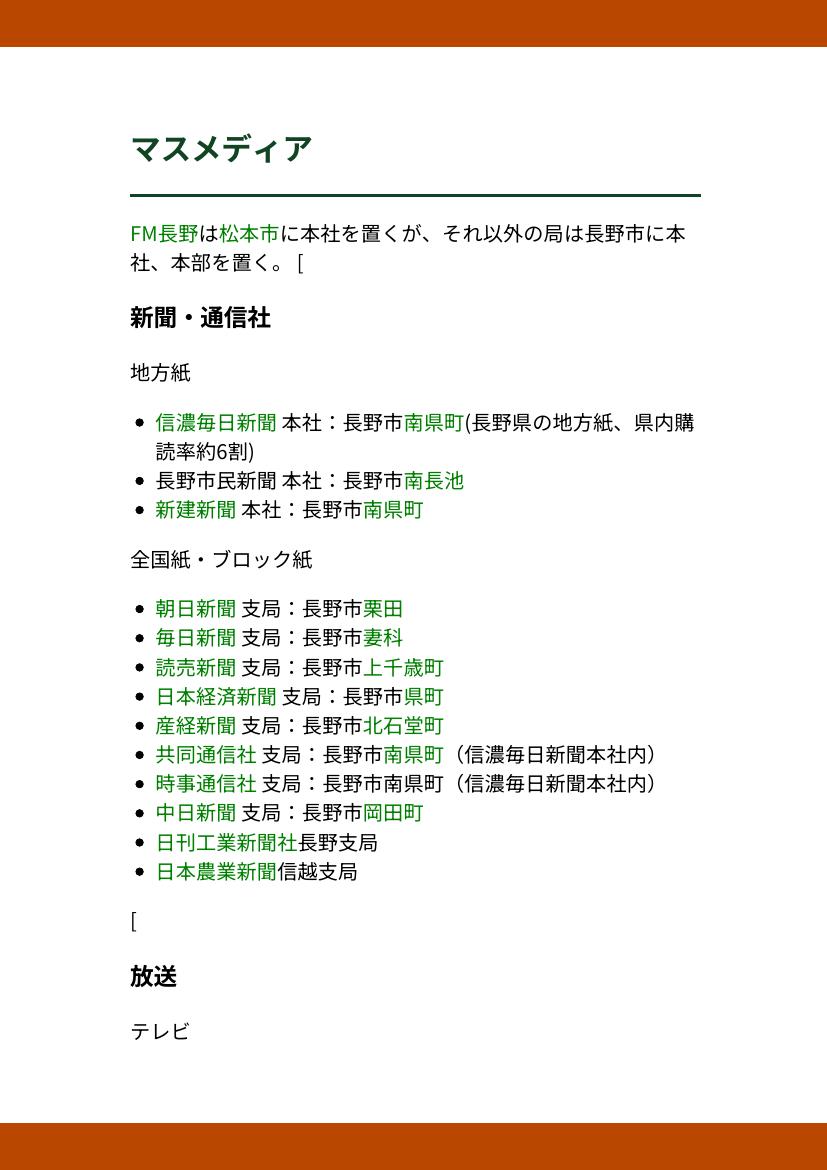 マスメディア
FM長野は松本市に本社を置くが、それ以外の局は長野市に本
社、本部を置く。 [
新聞・通信社
地方紙
信濃毎日新聞 本社：長野市南県町(長野県の地方紙、県内購
読率約6割)
長野市民新聞 本社：長野市南長池
新建新聞 本社：長野市南県町
全国紙・ブロック紙
朝日新聞 支局：長野市栗田
毎日新聞 支局：長野市妻科
読売新聞 支局：長野市上千歳町
日本経済新聞 支局：長野市県町
産経新聞 支局：長野市北石堂町
共同通信社 支局：長野市南県町（信濃毎日新聞本社内）
時事通信社 支局：長野市南県町（信濃毎日新聞本社内）
中日新聞 支局：長野市岡田町
日刊工業新聞社長野支局
日本農業新聞信越支局
[
放送
テレビ